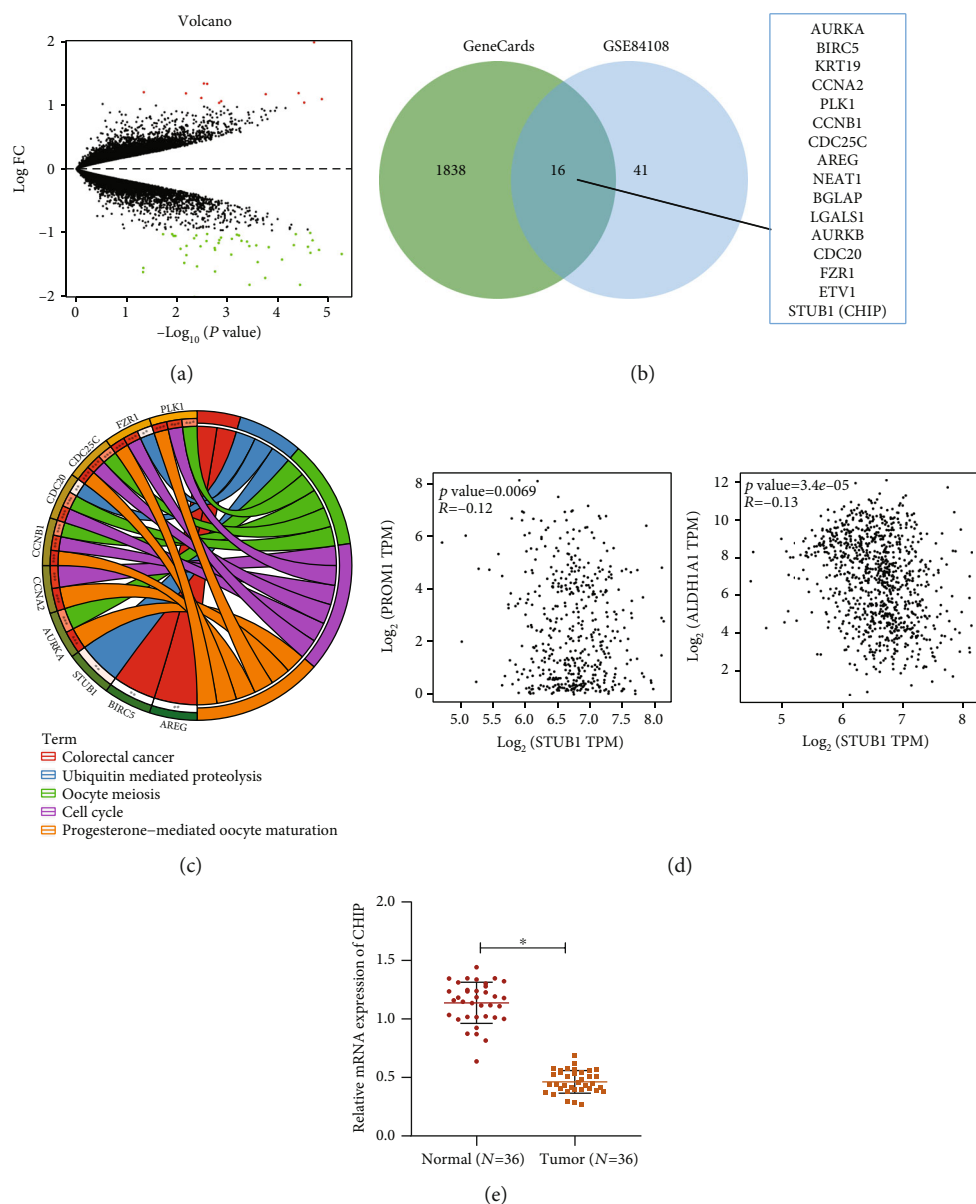 Volcano
2
1
0
−1
−2
Log FC
0 1 2 3 4 5
−Log10 (P value)
(a)
GeneCards
GSE84108
1838
16
41
AURKA
BIRC5
KRT19
CCNA2
PLK1
CCNB1
CDC25C
AREG
NEAT1
BGLAP
LGALS1
AURKB
CDC20
FZR1
ETV1
STUB1 (CHIP)
(b)
PLK1
FZR1
CDC25C
CDC20
CCNB1
CCNA2
AURKA
STUB1
BIRC5
AREG
Term
Colorectal cancer
Ubiquitin mediated proteolysis
Oocyte meiosis
Cell cycle
Progesterone−mediated oocyte maturation
(c)
p value=0.0069
R=−0.12
8
6
4
2
0
Log2 (PROM1 TPM)
5.0 5.5 6.0 6.5 7.0 7.5 8.0
Log2 (STUB1 TPM)
p value=3.4e−05
R=−0.13
12
10
8
6
4
2
Log2 (ALDH1 A1 TPM)
5 6 7 8
Log2 (STUB1 TPM)
(d)
2.0
1.5
1.0
0.5
0.0
Relative mRNA expression of CHIP
*
Normal (N=36) Tumor (N=36)
(e)